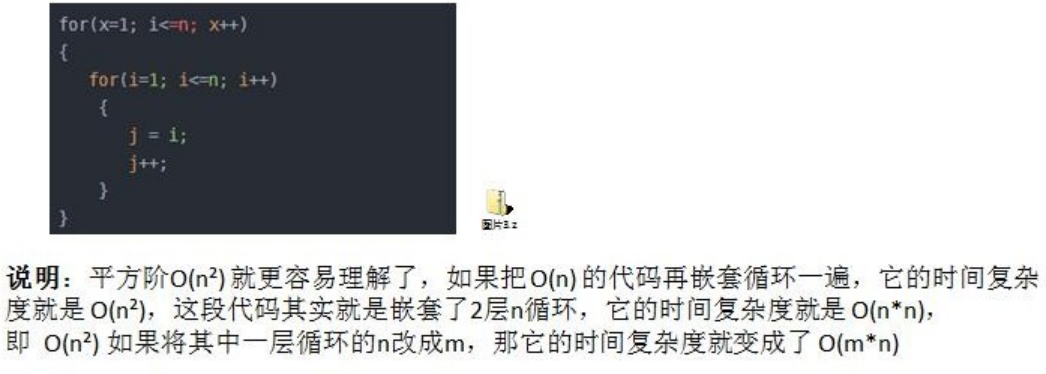 for(x=1; i<=n; x++)
{
for(i=1; i<=n; i++)
{
j = i;
j++;
}
}
图片3.z
说明：平方阶O(n²) 就更容易理解了，如果把 O(n) 的代码再嵌套循环一遍，它的时间复杂
度就是 O(n²)，这段代码其实就是嵌套了2层n循环，它的时间复杂度就是 O(n*n)，
即 O(n²) 如果将其中一层循环的n改成m，那它的时间复杂度就变成了 O(m*n)